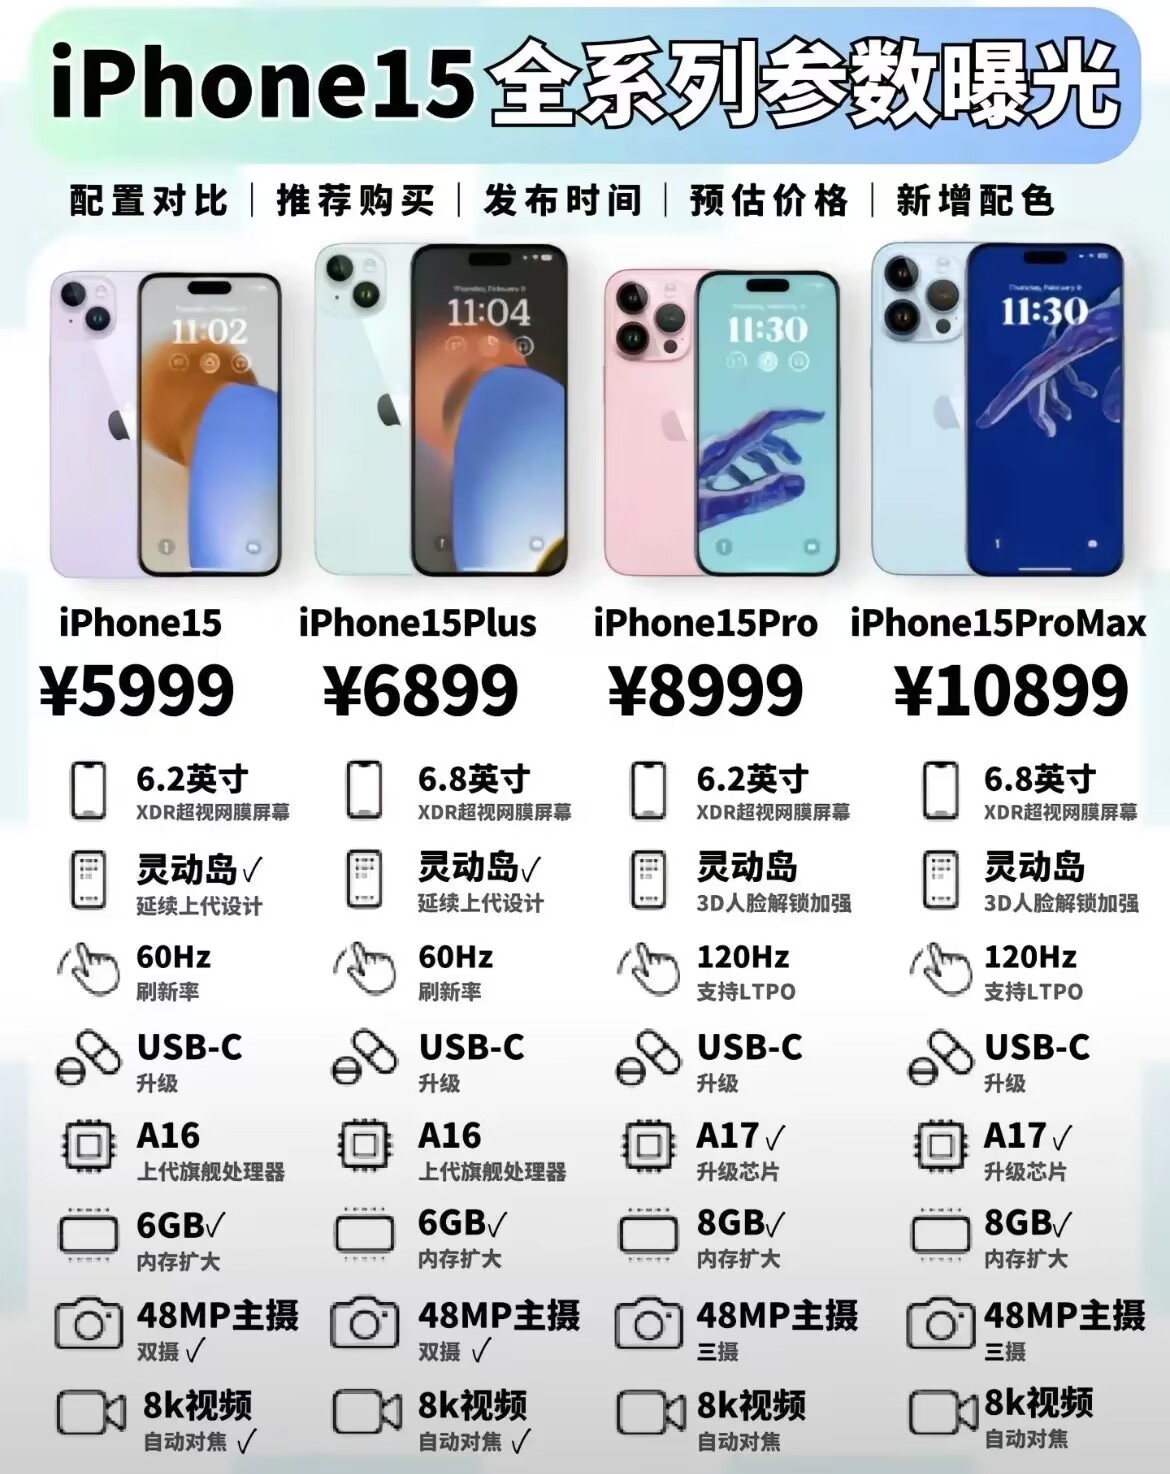 iPhone15全系列参数曝光
配置对比｜推荐购买｜发布时间｜预估价格｜新增配色
11:02
Thursday, February 9
11:04
11:30
Thursday, February 9
11:30
iPhone15 iPhone15Plus iPhone15Pro iPhone15ProMax
¥5999 ¥6899 ¥8999 ¥10899
6.2英寸 6.8英寸 6.2英寸 6.8英寸
XDR超视网膜屏幕 XDR超视网膜屏幕 XDR超视网膜屏幕 XDR超视网膜屏幕
灵动岛✓ 灵动岛✓ 灵动岛 灵动岛
延续上代设计 延续上代设计 3D人脸解锁加强 3D人脸解锁加强
60Hz 60Hz 120Hz 120Hz
刷新率 刷新率 支持LTPO 支持LTPO
USB-C USB-C USB-C USB-C
升级 升级 升级 升级
A16 A16 A17✓ A17✓
上代旗舰处理器 上代旗舰处理器 升级芯片 升级芯片
6GB✓ 6GB✓ 8GB✓ 8GB✓
内存扩大 内存扩大 内存扩大 内存扩大
48MP主摄 48MP主摄 48MP主摄 48MP主摄
双摄✓ 双摄✓ 三摄 三摄
8k视频 8k视频 8k视频 8k视频
自动对焦✓ 自动对焦✓ 自动对焦 自动对焦